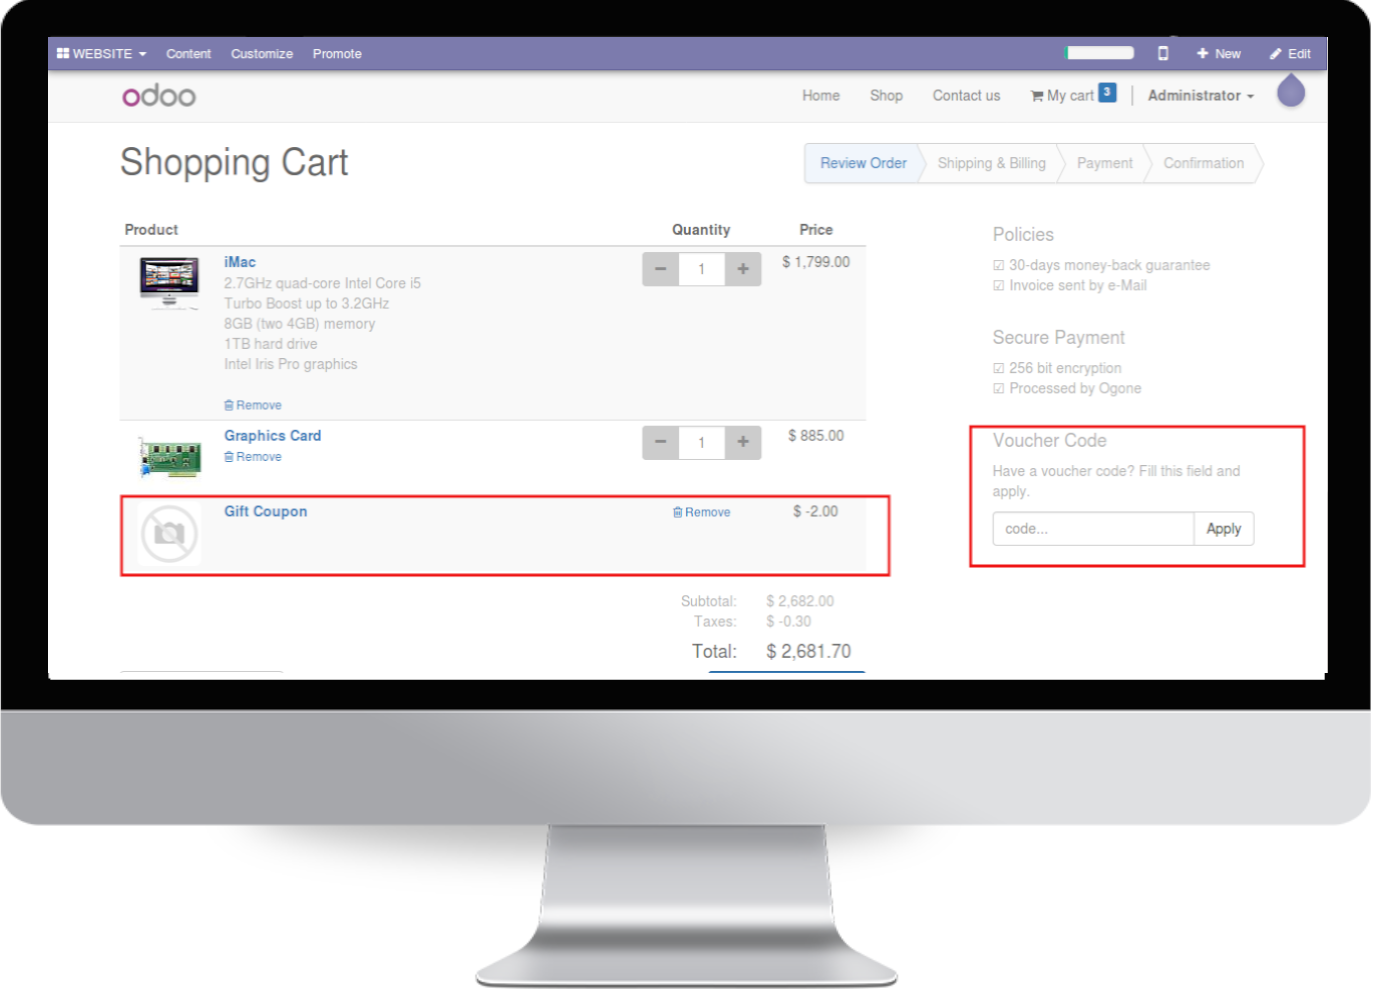 WEBSITE Content Customize Promote New Edit
odoo Home Shop Contact us My cart 3 Administrator
Shopping Cart
Review Order Shipping & Billing Payment Confirmation
Product Quantity Price
iMac 1 $ 1,799.00
2.7GHz quad-core Intel Core i5
Turbo Boost up to 3.2GHz
8GB (two 4GB) memory
1TB hard drive
Intel Iris Pro graphics
Remove
Graphics Card 1 $ 885.00
Remove
Gift Coupon Remove $ -2.00
Subtotal: $ 2,682.00
Taxes: $ -0.30
Total: $ 2,681.70
Policies
30-days money-back guarantee
Invoice sent by e-Mail
Secure Payment
256 bit encryption
Processed by Ogone
Voucher Code
Have a voucher code? Fill this field and
apply.
code... Apply